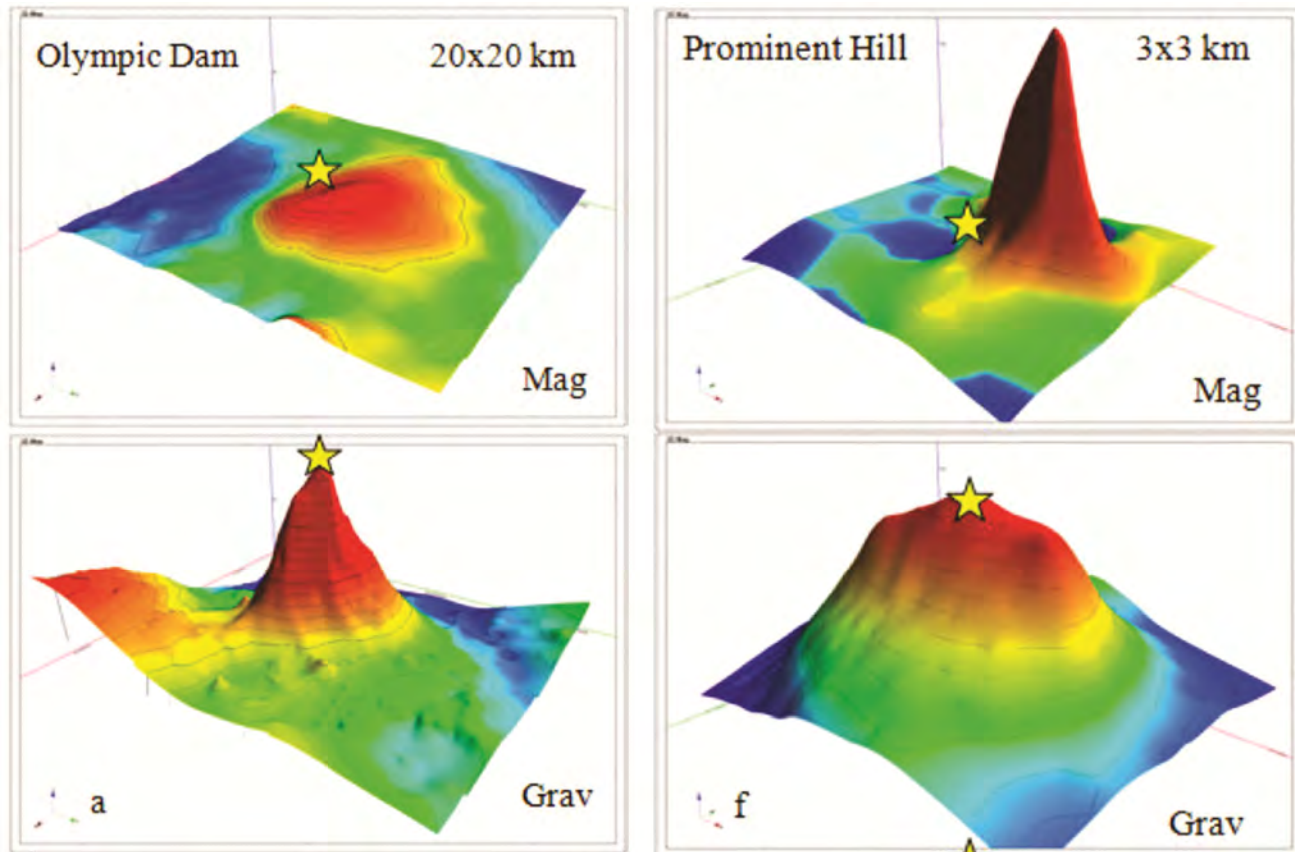 Olympic Dam 20x20 km
Mag
Prominent Hill 3x3 km
Mag
a Grav
f Grav